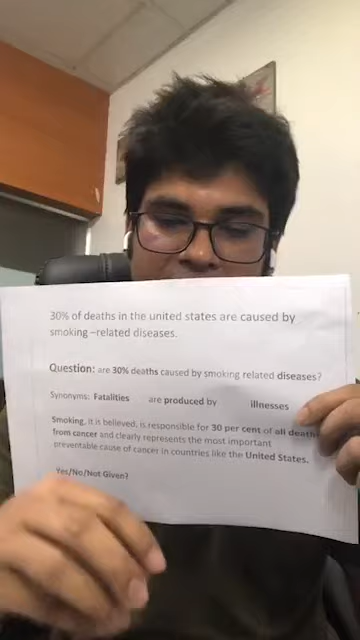 30% of deaths in the united states are caused by
smoking –related diseases.
Question: are 30% deaths caused by smoking related diseases?
Synonyms: Fatalities are produced by illnesses
Smoking, it is believed, is responsible for 30 per cent of all death
from cancer and clearly represents the most important
preventable cause of cancer in countries like the United States.
Yes/No/Not Given?